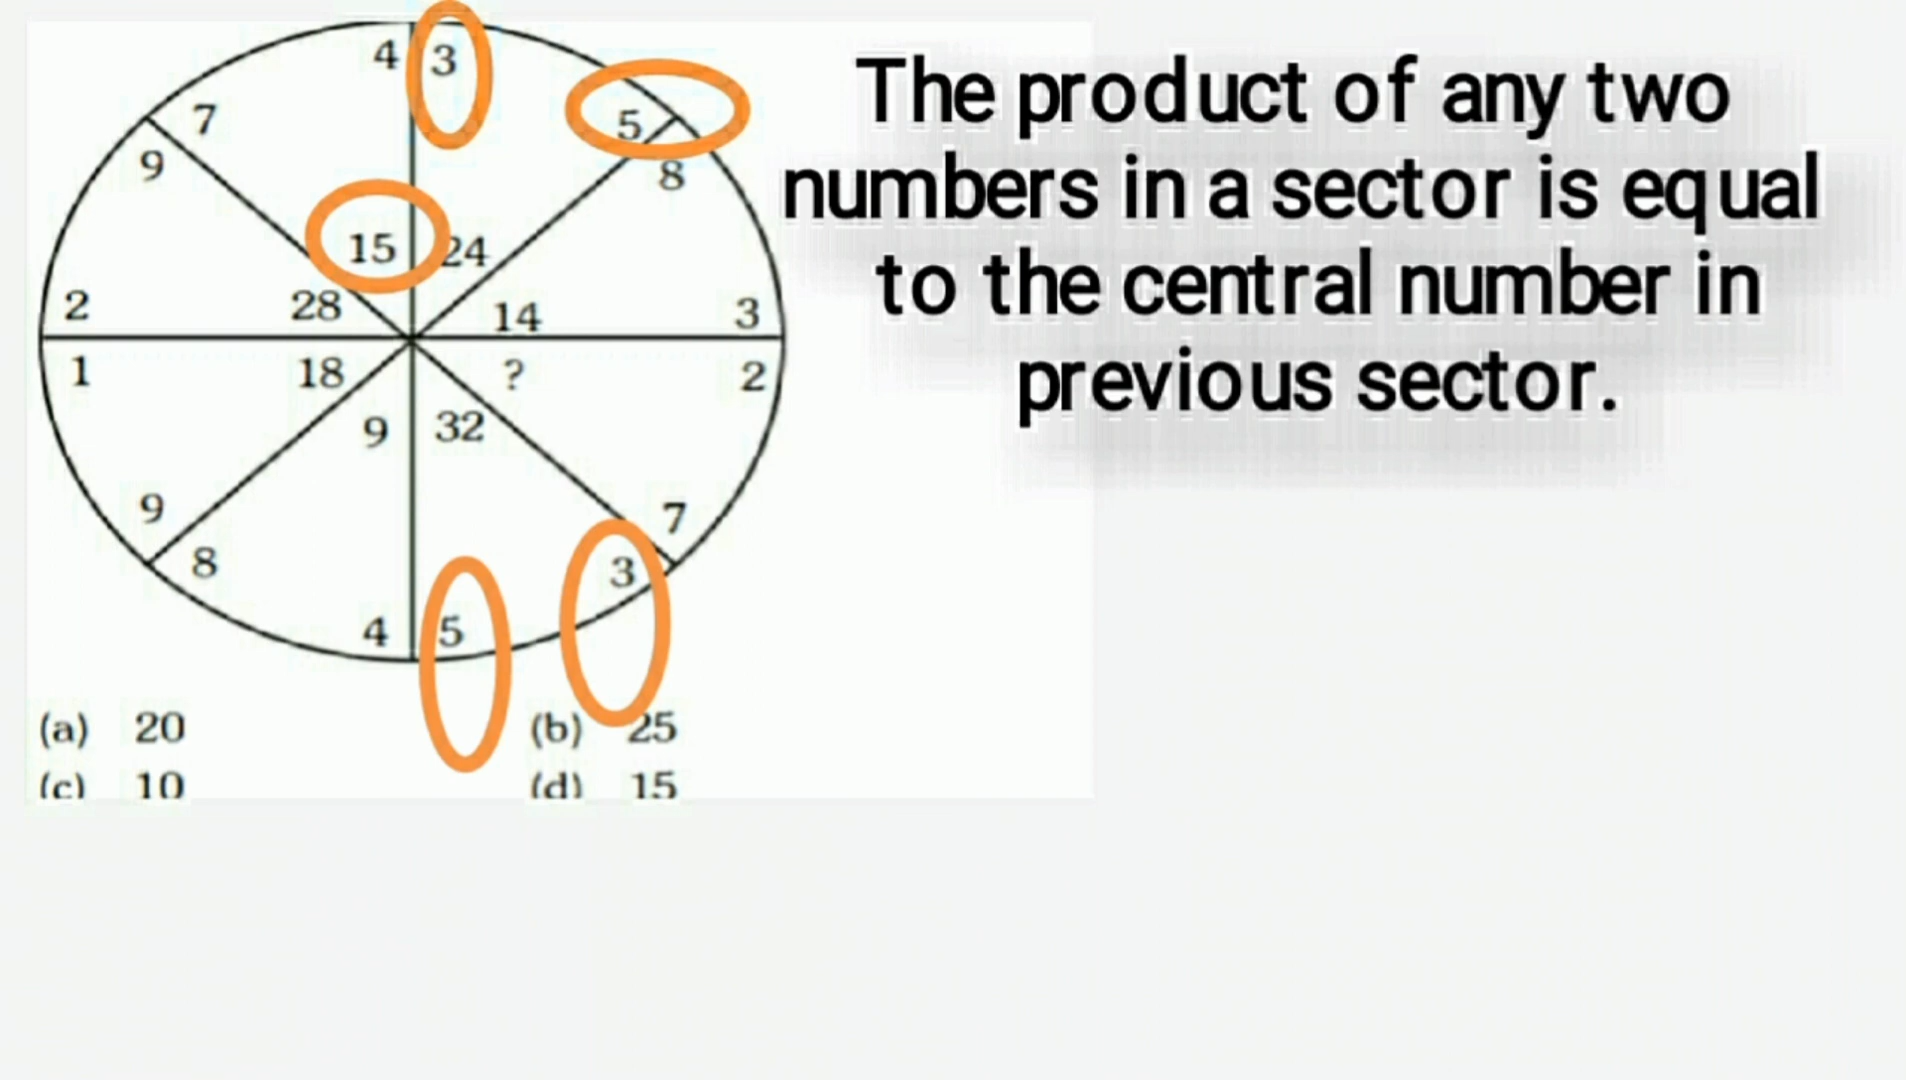 4 3
7 5
9 8
15 24
2 28 14 3
1 18 ? 2
9 32
9 7
8 3
4 5
(a) 20 (b) 25
(c) 10 (d) 15
The product of any two
numbers in a sector is equal
to the central number in
previous sector.